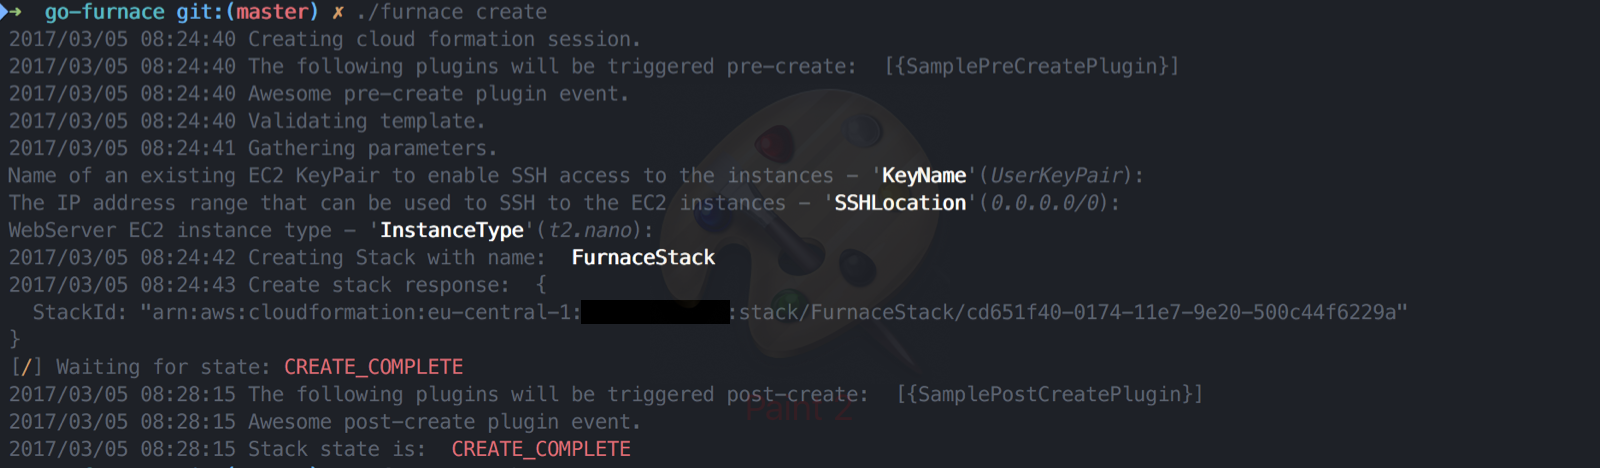 ➜  go-furnace git:(master) ✗ ./furnace create
2017/03/05 08:24:40 Creating cloud formation session.
2017/03/05 08:24:40 The following plugins will be triggered pre-create:  [{SamplePreCreatePlugin}]
2017/03/05 08:24:40 Awesome pre-create plugin event.
2017/03/05 08:24:40 Validating template.
2017/03/05 08:24:41 Gathering parameters.
Name of an existing EC2 KeyPair to enable SSH access to the instances - 'KeyName'(UserKeyPair):
The IP address range that can be used to SSH to the EC2 instances - 'SSHLocation'(0.0.0.0/0):
WebServer EC2 instance type - 'InstanceType'(t2.nano):
2017/03/05 08:24:42 Creating Stack with name:  FurnaceStack
2017/03/05 08:24:43 Create stack response:  {
  StackId: "arn:aws:cloudformation:eu-central-1: :stack/FurnaceStack/cd651f40-0174-11e7-9e20-500c44f6229a"
}
[/] Waiting for state: CREATE_COMPLETE
2017/03/05 08:28:15 The following plugins will be triggered post-create:  [{SamplePostCreatePlugin}]
Paint 2
2017/03/05 08:28:15 Awesome post-create plugin event.
2017/03/05 08:28:15 Stack state is:  CREATE_COMPLETE